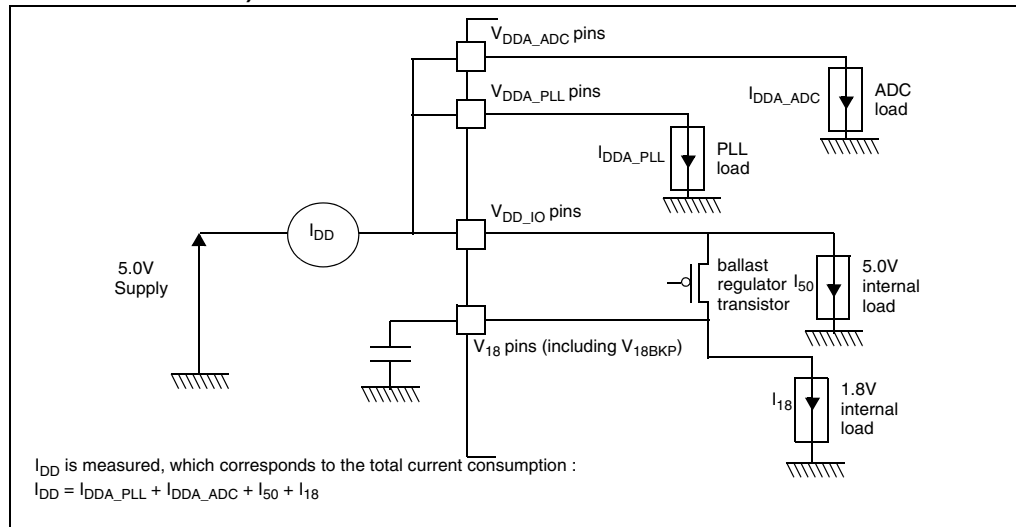 V_DDA_ADC pins
I_DDA_ADC
ADC
load
V_DDA_PLL pins
I_DDA_PLL
PLL
load
V_DD_IO pins
I_DD
5.0V
Supply
ballast
regulator
transistor
I_50
5.0V
internal
load
V_18 pins (including V_18BKP)
I_18
1.8V
internal
load
I_DD is measured, which corresponds to the total current consumption :
I_DD = I_DDA_PLL + I_DDA_ADC + I_50 + I_18